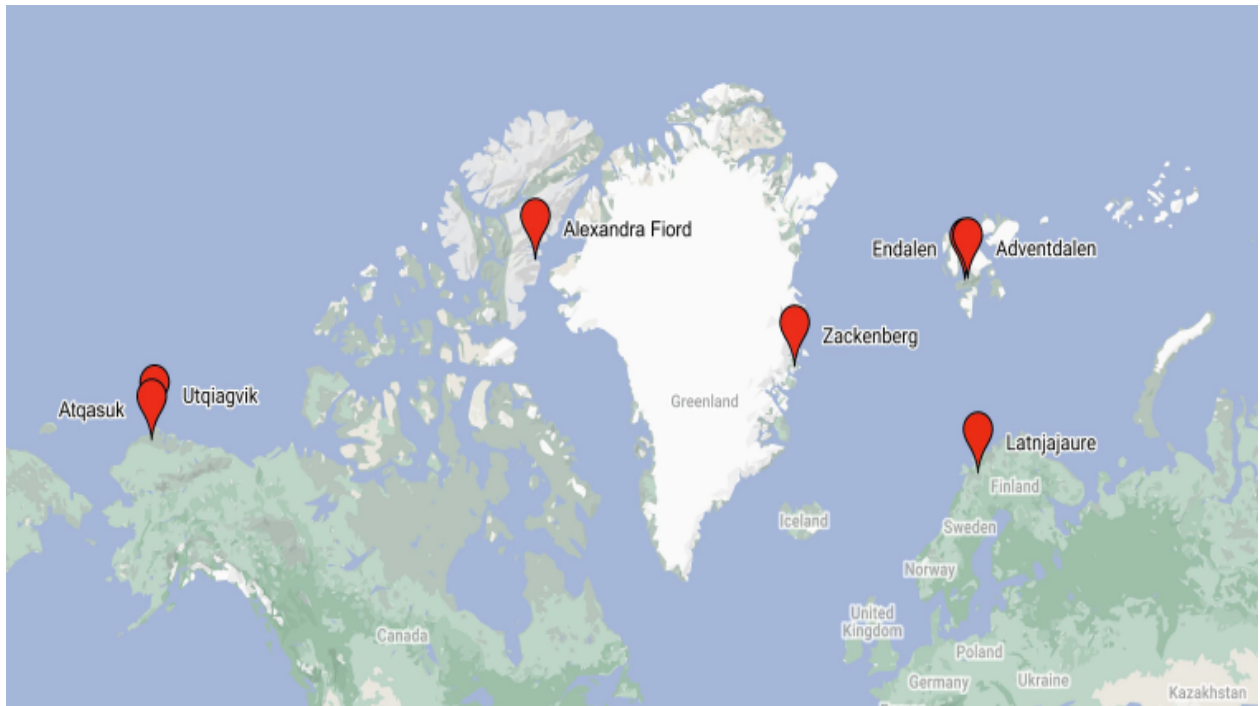 Alexandra Fiord
Endalen
Adventdalen
Zackenberg
Utqiagvik
Atqasuk
Greenland
Latnjajaure
Finland
Iceland
Sweden
Norway
United
Kingdom
Canada
Poland
Germany
Ukraine
Kazakhstan